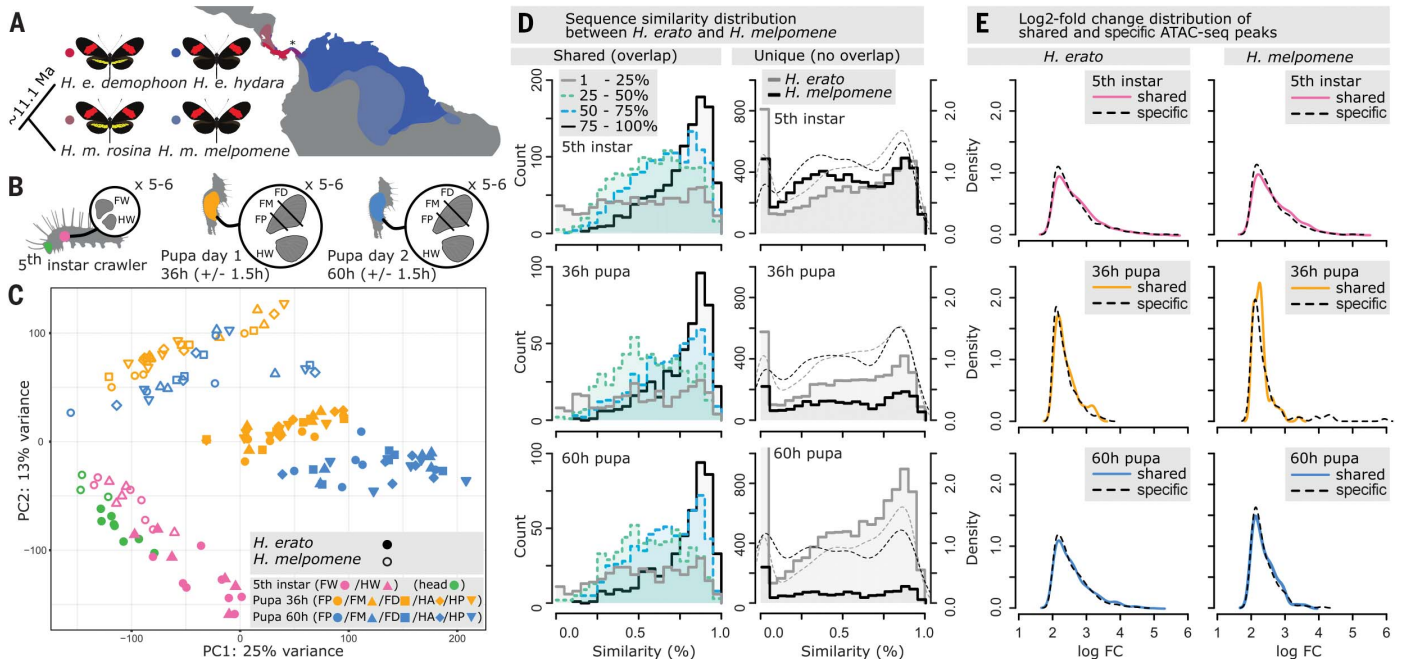 A
~11.1 Ma
H. e. demophoon H. e. hydara
H. m. rosina H. m. melpomene
*
B
FW
HW
x 5-6
5th instar crawler
FD
FM
FP
HW
x 5-6
Pupa day 1
36h (+/- 1.5h)
FD
FM
FP
HW
x 5-6
Pupa day 2
60h (+/- 1.5h)
C
PC2: 13% variance
100
0
−100
−100
0
100
200
PC1: 25% variance
H. erato
H. melpomene
5th instar (FW /HW ) (head )
Pupa 36h (FP /FM /FD /HA /HP )
Pupa 60h (FP /FM /FD /HA /HP )
D
Sequence similarity distribution
between H. erato and H. melpomene
Shared (overlap)
Unique (no overlap)
1 - 25%
25 - 50%
50 - 75%
75 - 100%
5th instar
Count
0
100
200
H. erato
H. melpomene
5th instar
0
400
800
0.0
1.0
2.0
Density
36h pupa
Count
0
50
100
36h pupa
0
400
800
0.0
1.0
2.0
Density
60h pupa
Count
0
50
100
60h pupa
0
400
800
0.0
1.0
2.0
Density
0.0
0.5
1.0
Similarity (%)
0.0
0.5
1.0
Similarity (%)
E
Log2-fold change distribution of
shared and specific ATAC-seq peaks
H. erato
H. melpomene
5th instar
shared
specific
5th instar
shared
specific
0.0
1.0
2.0
36h pupa
shared
specific
36h pupa
shared
specific
0.0
1.0
2.0
60h pupa
shared
specific
60h pupa
shared
specific
0.0
1.0
2.0
1 2 3 4 5 6
log FC
1 2 3 4 5 6
log FC